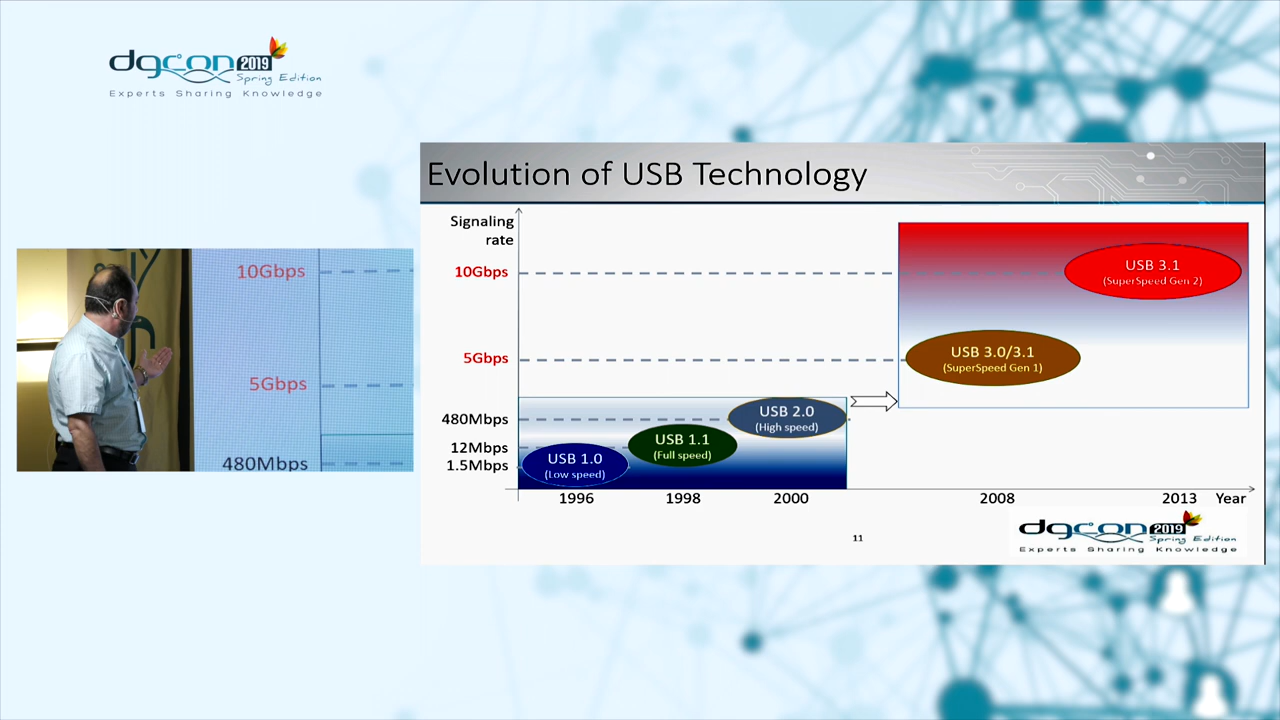 dgcon 2019
Spring Edition
Experts Sharing Knowledge
Evolution of USB Technology
Signaling
rate
10Gbps
5Gbps
480Mbps
12Mbps
1.5Mbps
USB 3.1
(SuperSpeed Gen 2)
USB 3.0/3.1
(SuperSpeed Gen 1)
USB 2.0
(High speed)
USB 1.1
(Full speed)
USB 1.0
(Low speed)
1996
1998
2000
2008
2013
Year
11
dgcon 2019
Spring Edition
Experts Sharing Knowledge
10Gbps
5Gbps
480Mbps